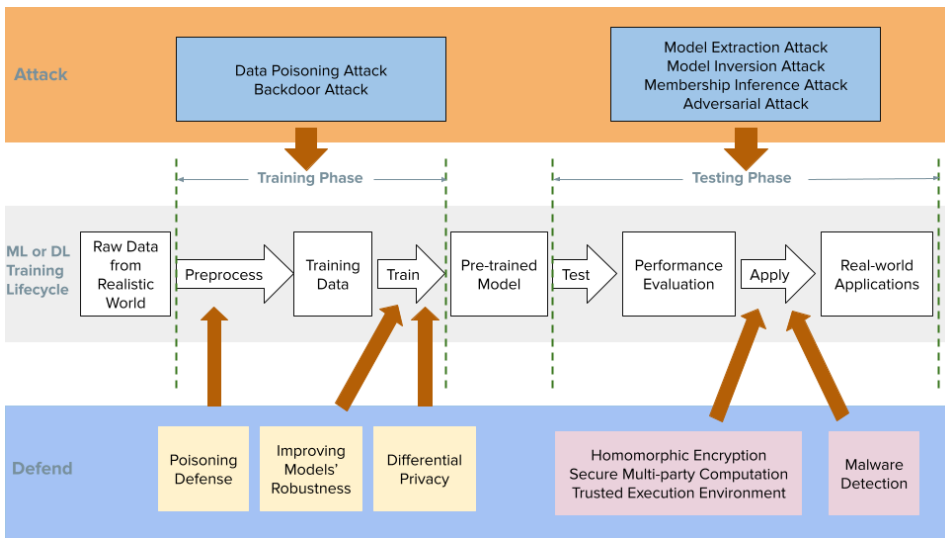 Attack
Data Poisoning Attack
Backdoor Attack
Model Extraction Attack
Model Inversion Attack
Membership Inference Attack
Adversarial Attack
Training Phase
Testing Phase
ML or DL
Training
Lifecycle
Raw Data
from
Realistic
World
Preprocess
Training
Data
Train
Pre-trained
Model
Test
Performance
Evaluation
Apply
Real-world
Applications
Defend
Poisoning
Defense
Improving
Models'
Robustness
Differential
Privacy
Homomorphic Encryption
Secure Multi-party Computation
Trusted Execution Environment
Malware
Detection